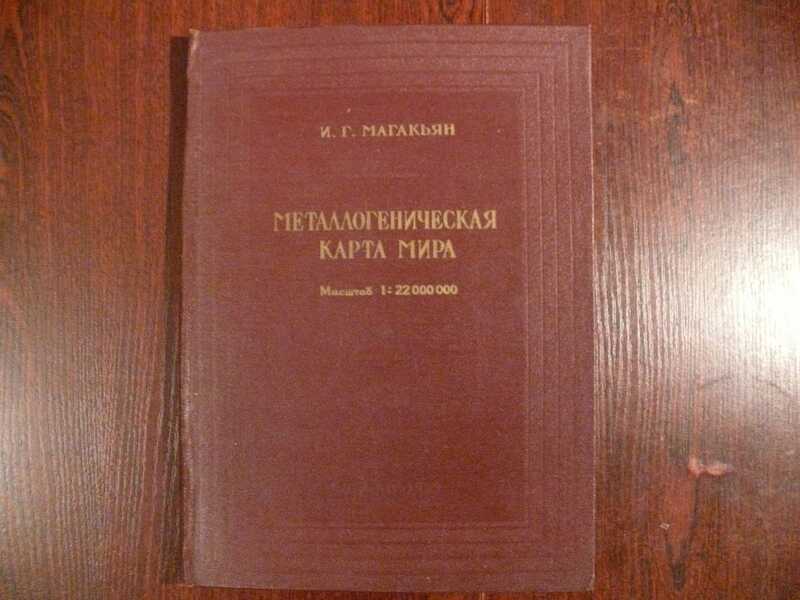 И. Г. МАГАКЬЯН
МЕТАЛЛОГЕНИЧЕСКАЯ
КАРТА МИРА
Масштаб 1:22 000 000